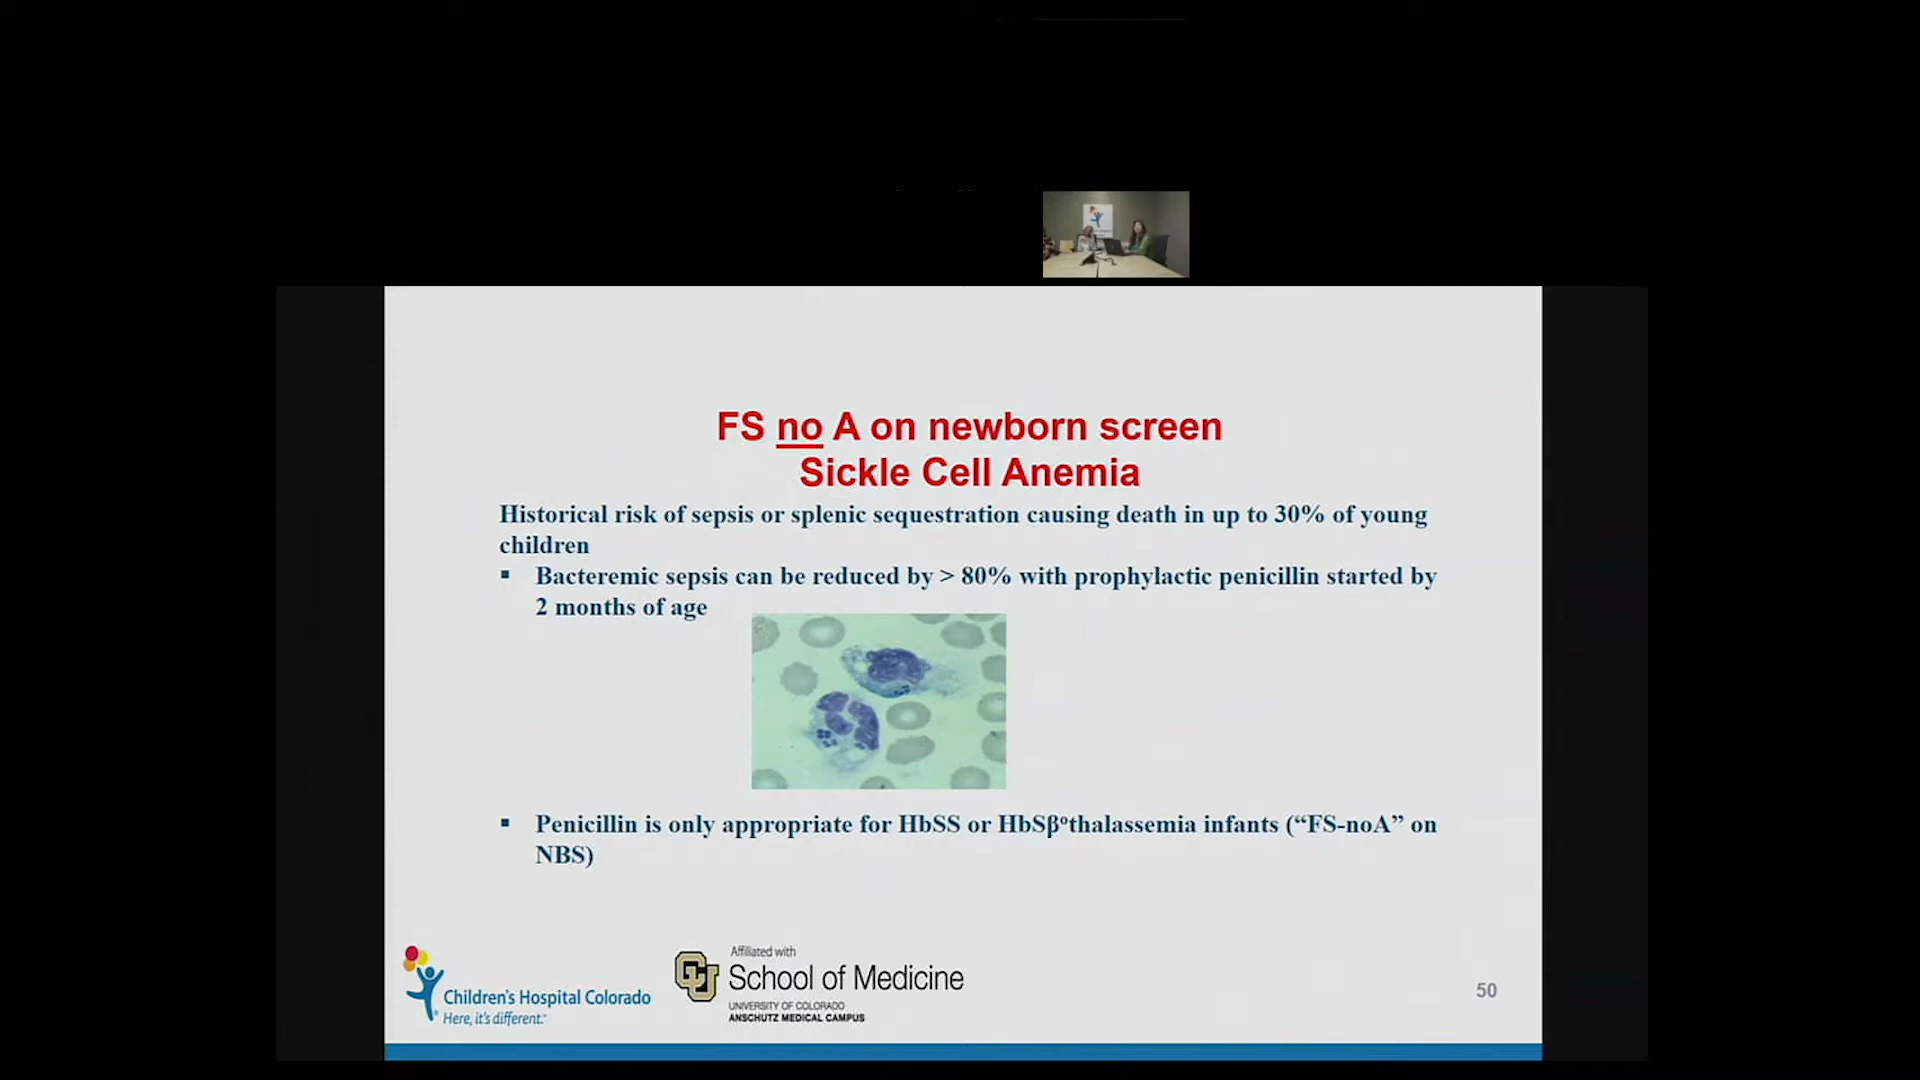 FS no A on newborn screen
Sickle Cell Anemia
Historical risk of sepsis or splenic sequestration causing death in up to 30% of young
children
▪ Bacteremic sepsis can be reduced by > 80% with prophylactic penicillin started by
2 months of age
▪ Penicillin is only appropriate for HbSS or HbSβ⁰thalassemia infants (“FS-noA” on
NBS)
Children's Hospital Colorado
Here, it's different.™
CU
Affiliated with
School of Medicine
UNIVERSITY OF COLORADO
ANSCHUTZ MEDICAL CAMPUS
50